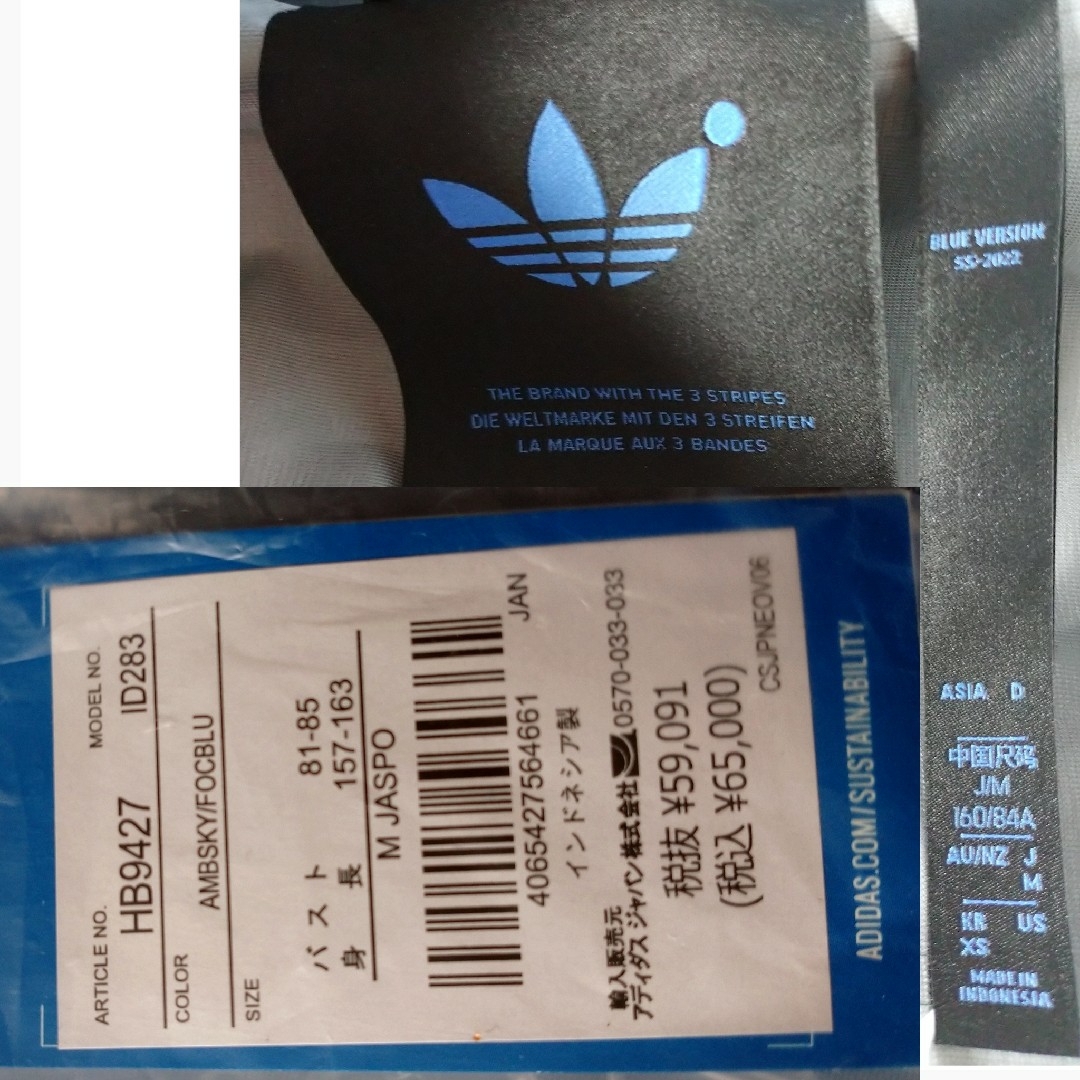 THE BRAND WITH THE 3 STRIPES
DIE WELTMARKE MIT DEN 3 STREIFEN
LA MARQUE AUX 3 BANDES
BLUE VERSION
SS-2022
ASIA D
中国尺码
J/M
160/84A
AU/NZ J
M
KR US
XS
MADE IN
INDONESIA
ARTICLE NO. MODEL NO.
HB9427 ID283
COLOR
AMBSKY/FOCBLU
SIZE
バスト 81-85
身長 157-163
M JASPO
4065427564661 JAN
インドネシア製
輸入販売元
アディダス ジャパン株式会社 0570-033-033
税抜 ¥59,091
(税込 ¥65,000)
CSJPNEOV06
ADIDAS.COM/SUSTAINABILITY